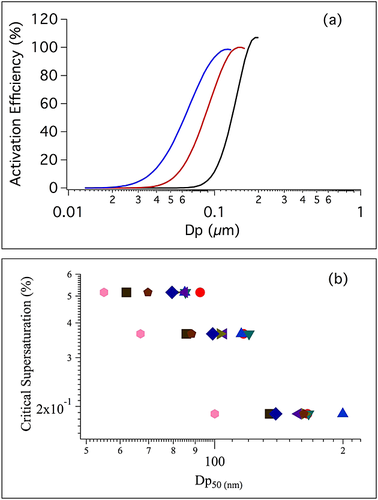 (a)
Activation Efficiency (%)
120
100
80
60
40
20
0
0.01 2 3 4 5 6 0.1 2 3 4 5 6 1
Dp (µm)
(b)
Critical Supersaturation (%)
6
5
4
3
2x10⁻¹
5 6 7 8 9 100 2
Dp50 (nm)